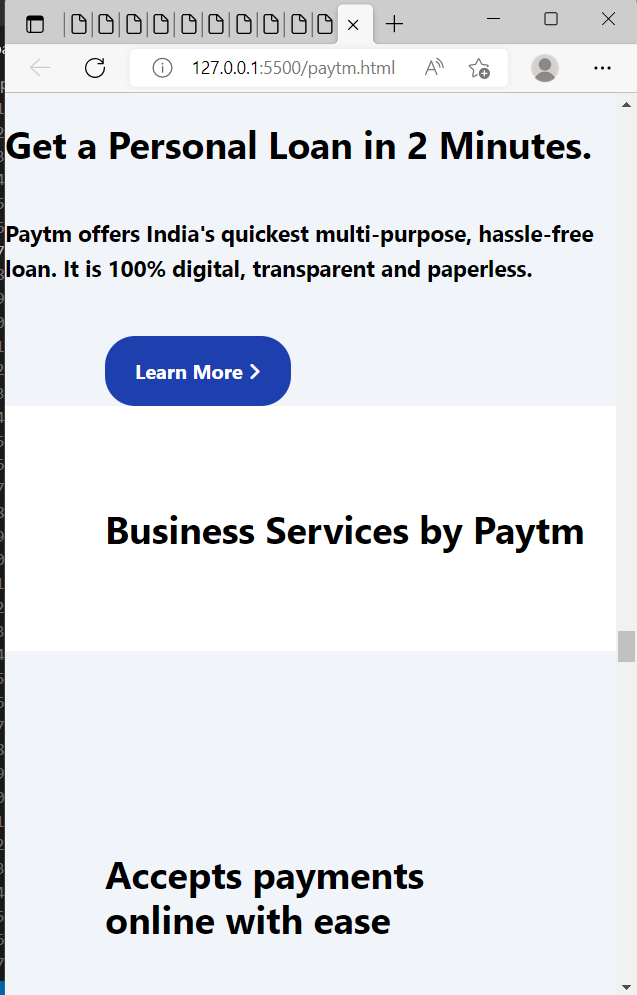 127.0.0.1:5500/paytm.html
Get a Personal Loan in 2 Minutes.
Paytm offers India's quickest multi-purpose, hassle-free
loan. It is 100% digital, transparent and paperless.
Learn More
Business Services by Paytm
Accepts payments
online with ease